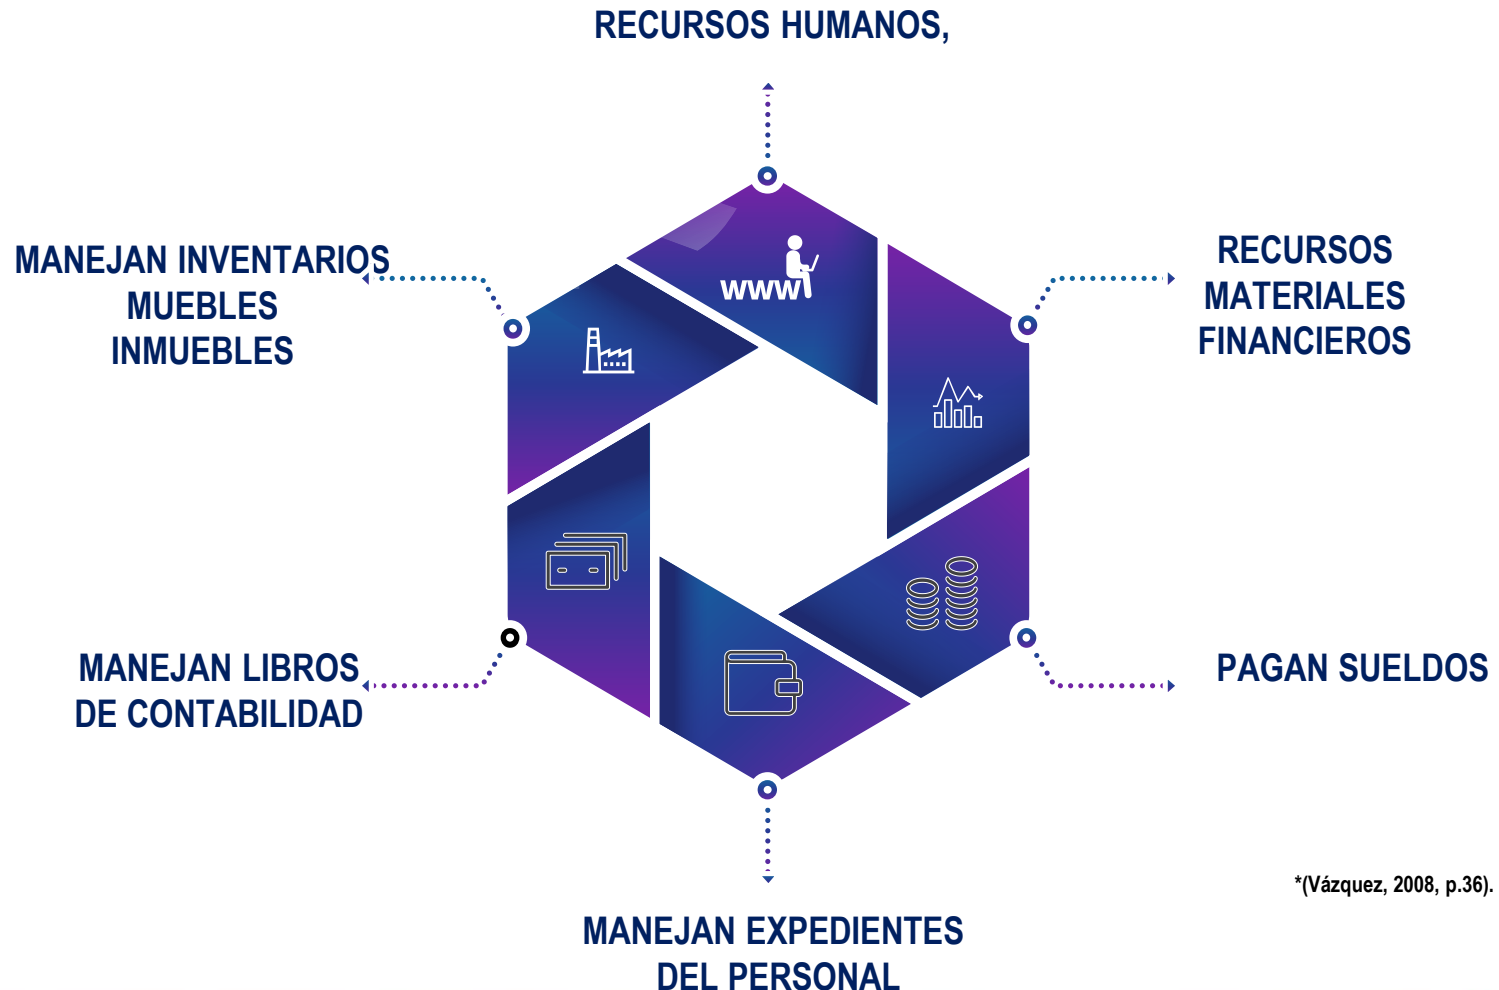 RECURSOS HUMANOS,
MANEJAN INVENTARIOS
MUEBLES
INMUEBLES
RECURSOS
MATERIALES
FINANCIEROS
www
MANEJAN LIBROS
DE CONTABILIDAD
PAGAN SUELDOS
*(Vázquez, 2008, p.36).
MANEJAN EXPEDIENTES
DEL PERSONAL